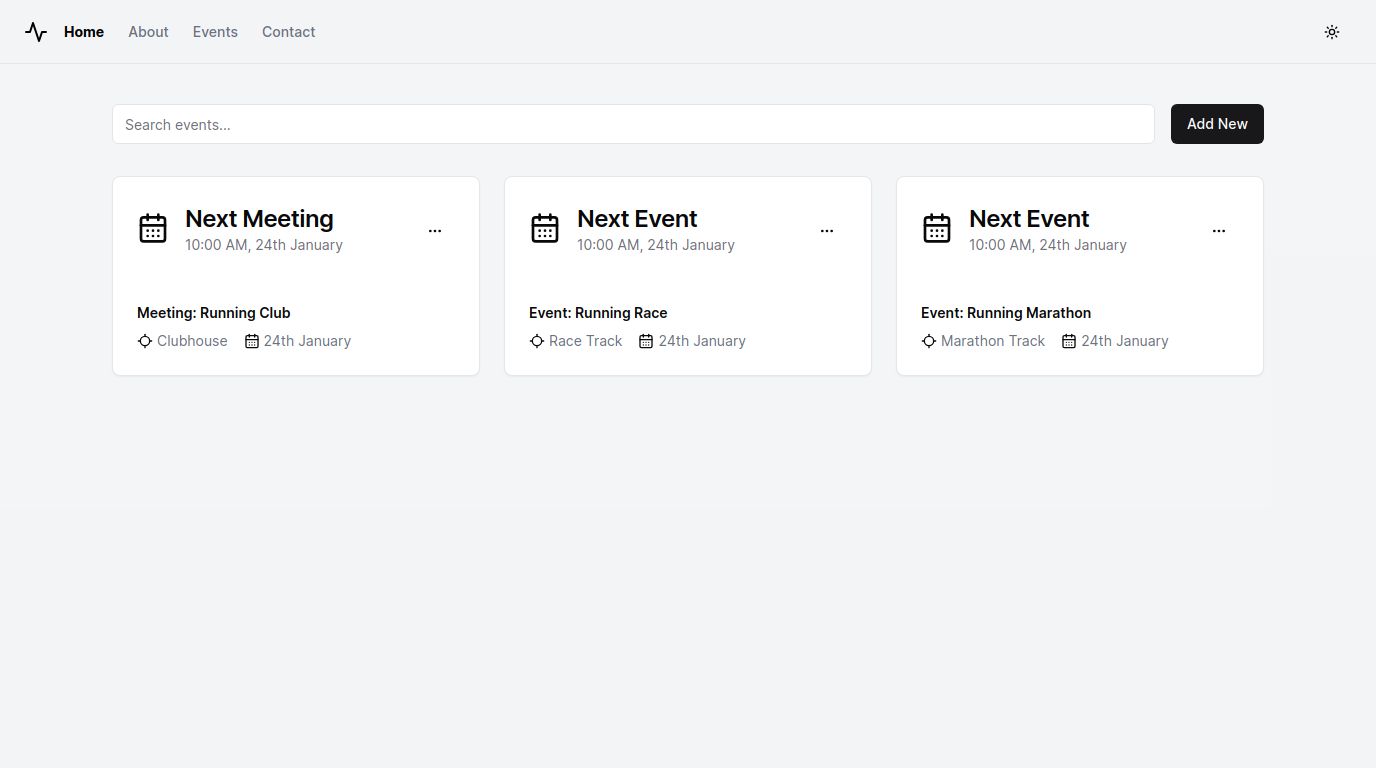 Home About Events Contact
Search events...
Add New
Next Meeting
10:00 AM, 24th January
Meeting: Running Club
Clubhouse 24th January
Next Event
10:00 AM, 24th January
Event: Running Race
Race Track 24th January
Next Event
10:00 AM, 24th January
Event: Running Marathon
Marathon Track 24th January